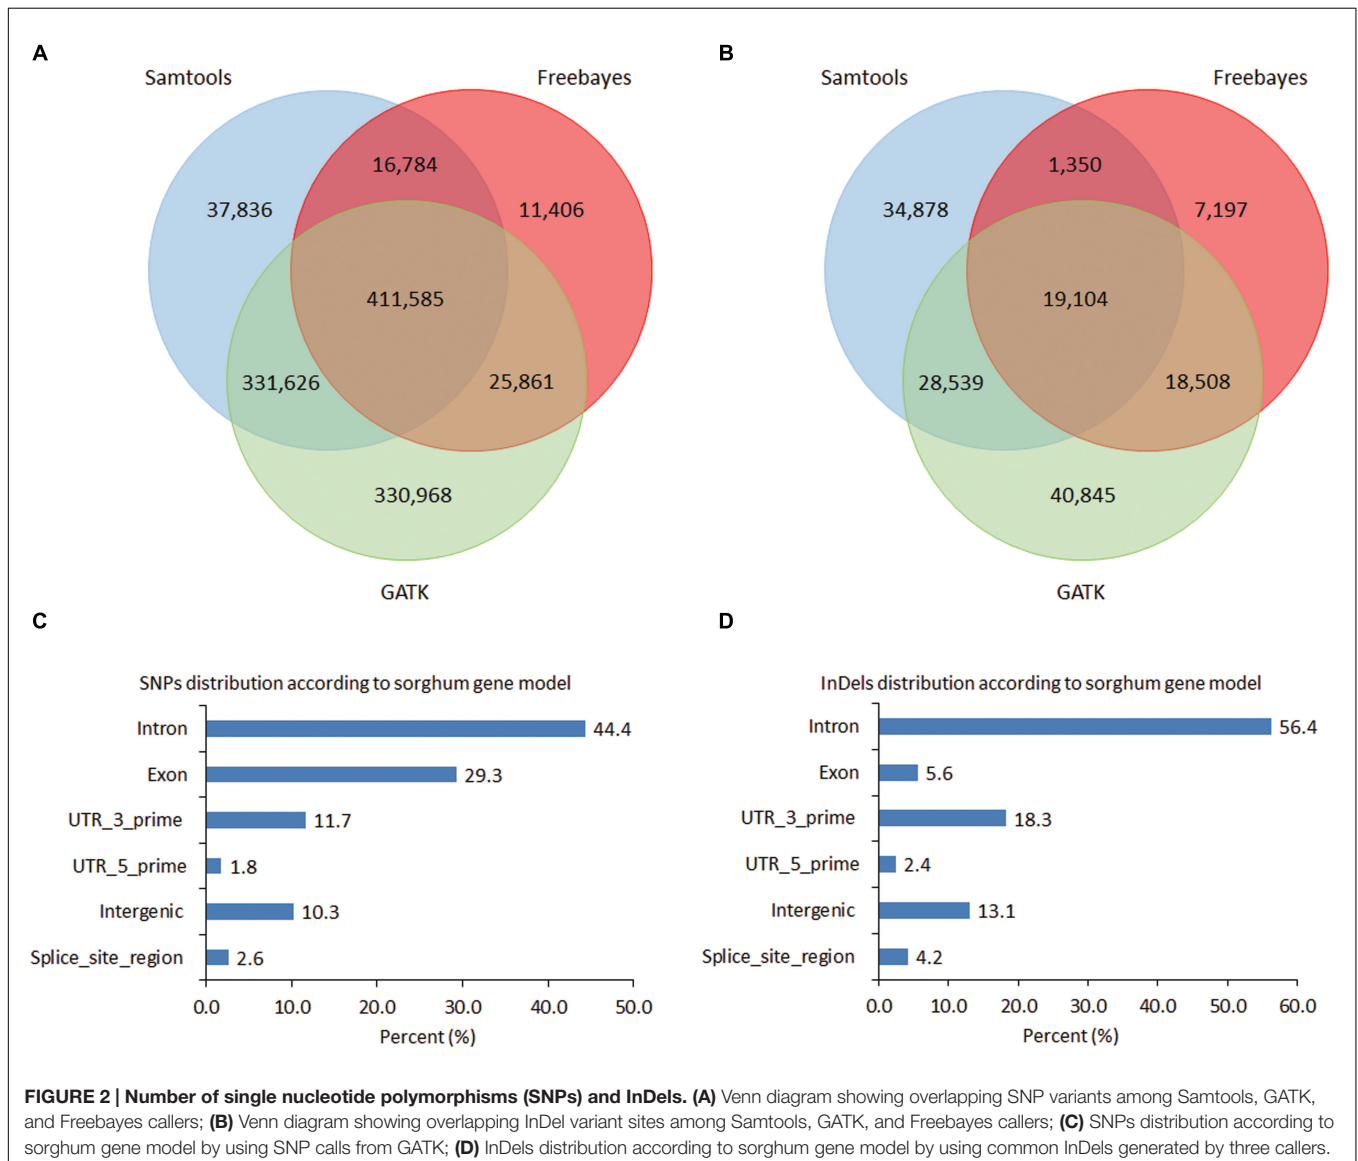 A
Samtools
Freebayes
16,784
37,836
11,406
411,585
331,626
25,861
330,968
GATK
B
Samtools
Freebayes
1,350
34,878
7,197
19,104
28,539
18,508
40,845
GATK
C
SNPs distribution according to sorghum gene model
Intron
44.4
Exon
29.3
UTR_3_prime
11.7
UTR_5_prime
1.8
Intergenic
10.3
Splice_site_region
2.6
0.0 10.0 20.0 30.0 40.0 50.0
Percent (%)
D
InDels distribution according to sorghum gene model
Intron
56.4
Exon
5.6
UTR_3_prime
18.3
UTR_5_prime
2.4
Intergenic
13.1
Splice_site_region
4.2
0.0 10.0 20.0 30.0 40.0 50.0 60.0
Percent (%)
FIGURE 2 | Number of single nucleotide polymorphisms (SNPs) and InDels. (A) Venn diagram showing overlapping SNP variants among Samtools, GATK,
and Freebayes callers; (B) Venn diagram showing overlapping InDel variant sites among Samtools, GATK, and Freebayes callers; (C) SNPs distribution according to
sorghum gene model by using SNP calls from GATK; (D) InDels distribution according to sorghum gene model by using common InDels generated by three callers.